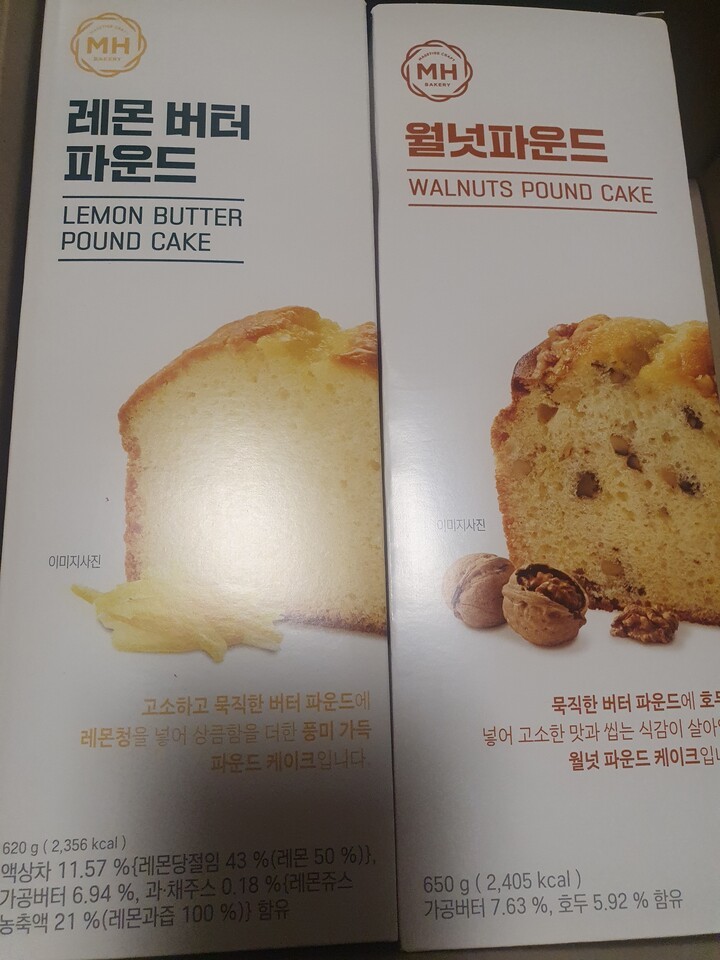 MH
BAKERY
레몬 버터
파운드
LEMON BUTTER
POUND CAKE
이미지사진
고소하고 묵직한 버터 파운드에
레몬청을 넣어 상큼함을 더한 풍미 가득
파운드 케이크입니다.
620 g ( 2,356 kcal )
액상차 11.57 %{레몬당절임 43 %(레몬 50 %)},
가공버터 6.94 %, 과·채주스 0.18 %{레몬쥬스
농축액 21 %(레몬과즙 100 %)} 함유
MH
BAKERY
월넛파운드
WALNUTS POUND CAKE
이미지사진
묵직한 버터 파운드에 호두
넣어 고소한 맛과 씹는 식감이 살아
월넛 파운드 케이크입
650 g ( 2,405 kcal )
가공버터 7.63 %, 호두 5.92 % 함유